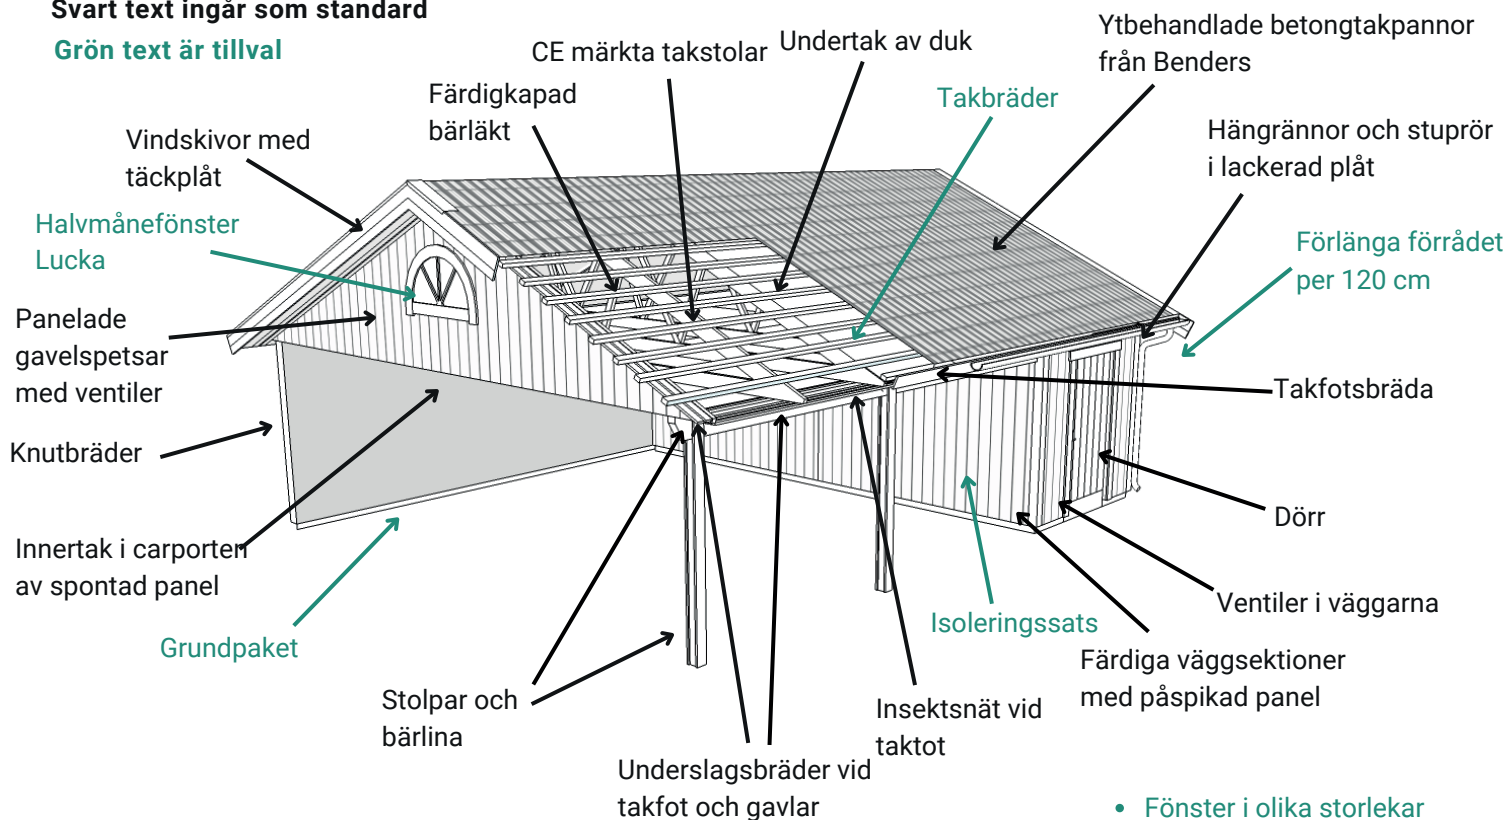 Svart text ingår som standard
Grön text är tillval
CE märkta takstolar
Undertak av duk
Ytbehandlade betongtakpannor
från Benders
Färdigkapad
bärläkt
Takbräder
Vindskivor med
täckplåt
Hängrännor och stuprör
i lackerad plåt
Halvmånefönster
Lucka
Förlänga förrådet
per 120 cm
Panelade
gavelspetsar
med ventiler
Takfotsbräda
Knutbräder
Dörr
Innertak i carporten
av spontad panel
Ventiler i väggarna
Grundpaket
Isoleringssats
Färdiga väggsektioner
med påspikad panel
Stolpar och
bärlina
Insektsnät vid
taktot
Underslagsbräder vid
takfot och gavlar
• Fönster i olika storlekar